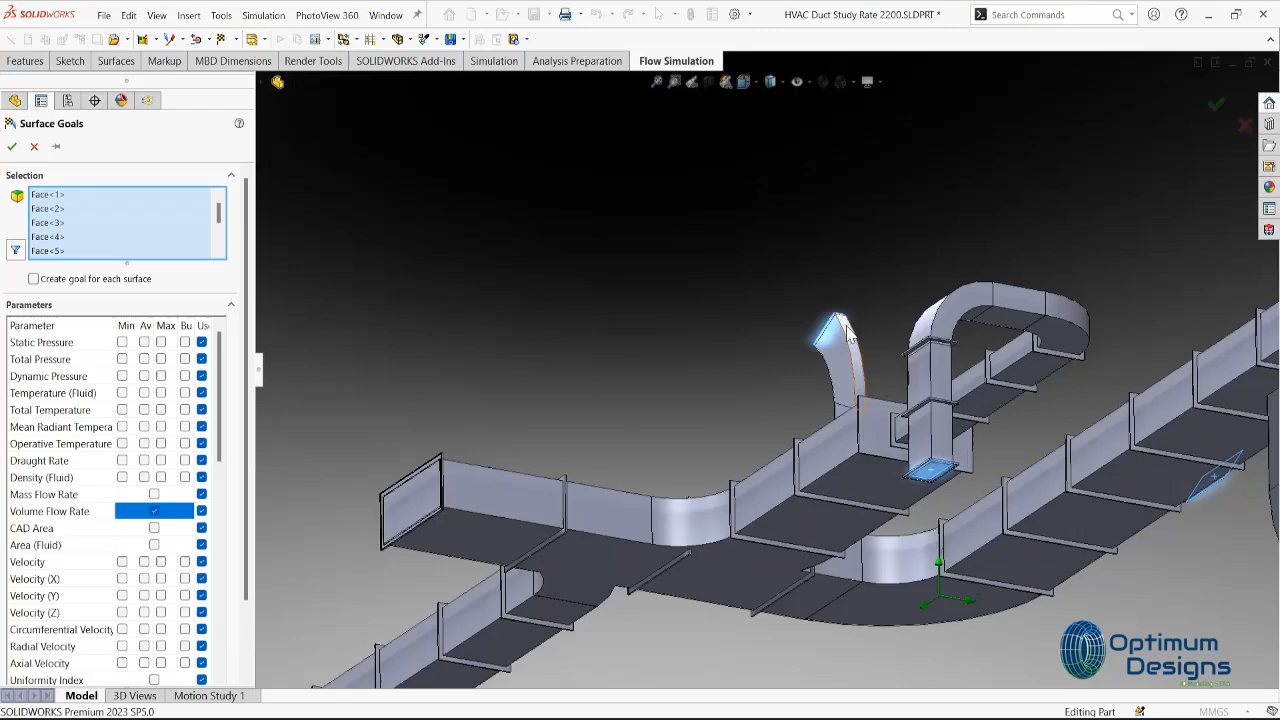 SOLIDWORKS File Edit View Insert Tools Simulation PhotoView 360 Window HVAC Duct Study Rate 2200.SLDPRT * Search Commands
Features Sketch Surfaces Markup MBD Dimensions Render Tools SOLIDWORKS Add-Ins Simulation Analysis Preparation Flow Simulation
Surface Goals
Selection
Face<1>
Face<2>
Face<3>
Face<4>
Face<5>
Create goal for each surface
Parameters
Parameter Min Av Max Bu Use
Static Pressure
Total Pressure
Dynamic Pressure
Temperature (Fluid)
Total Temperature
Mean Radiant Tempera
Operative Temperature
Draught Rate
Density (Fluid)
Mass Flow Rate
Volume Flow Rate
CAD Area
Area (Fluid)
Velocity
Velocity (X)
Velocity (Y)
Velocity (Z)
Circumferential Velocity
Radial Velocity
Axial Velocity
Uniformity Index
Optimum
Designs
Model 3D Views Motion Study 1
SOLIDWORKS Premium 2023 SP5.0 Editing Part MMGS